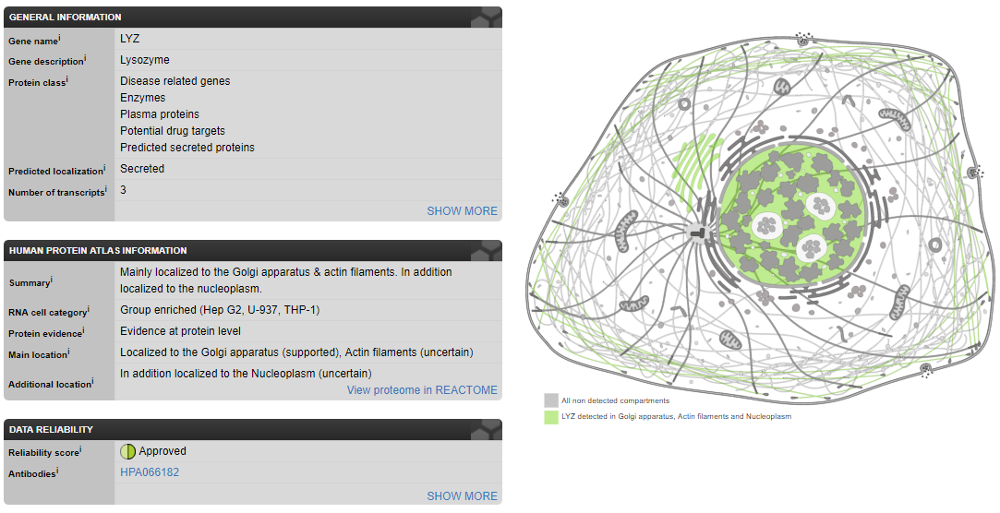 GENERAL INFORMATION
Gene nameⁱ LYZ
Gene descriptionⁱ Lysozyme
Protein classⁱ Disease related genes
Enzymes
Plasma proteins
Potential drug targets
Predicted secreted proteins
Predicted localizationⁱ Secreted
Number of transcriptsⁱ 3
SHOW MORE
HUMAN PROTEIN ATLAS INFORMATION
Summaryⁱ Mainly localized to the Golgi apparatus & actin filaments. In addition
localized to the nucleoplasm.
RNA cell categoryⁱ Group enriched (Hep G2, U-937, THP-1)
Protein evidenceⁱ Evidence at protein level
Main locationⁱ Localized to the Golgi apparatus (supported), Actin filaments (uncertain)
Additional locationⁱ In addition localized to the Nucleoplasm (uncertain)
View proteome in REACTOME
DATA RELIABILITY
Reliability scoreⁱ Approved
Antibodiesⁱ HPA066182
SHOW MORE
All non detected compartments
LYZ detected in Golgi apparatus, Actin filaments and Nucleoplasm